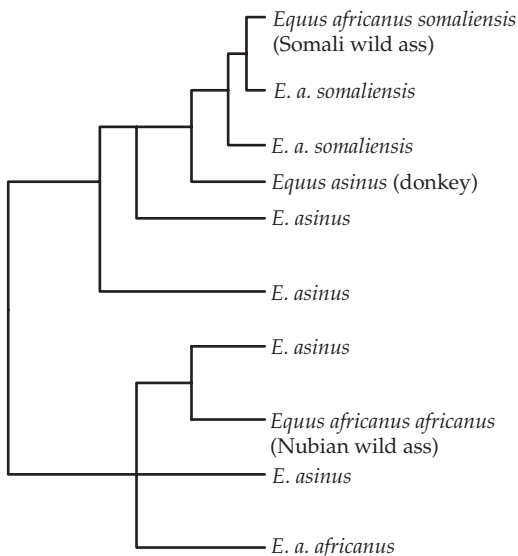 Equus africanus somaliensis
(Somali wild ass)
E. a. somaliensis
E. a. somaliensis
Equus asinus (donkey)
E. asinus
E. asinus
E. asinus
Equus africanus africanus
(Nubian wild ass)
E. asinus
E. a. africanus